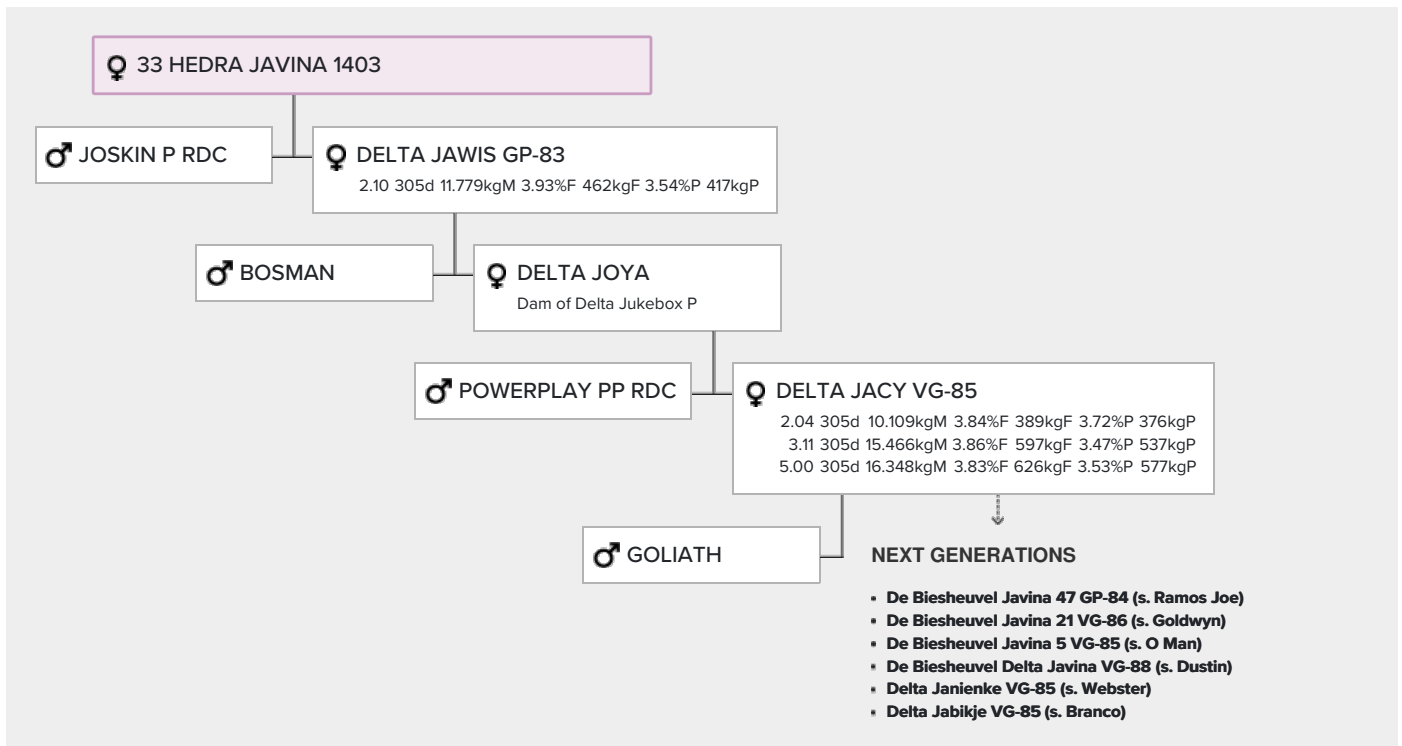 33 HEDRA JAVINA 1403
JOSKIN P RDC
DELTA JAWIS GP-83
2.10 305d 11.779kgM 3.93%F 462kgF 3.54%P 417kgP
BOSMAN
DELTA JOYA
Dam of Delta Jukebox P
POWERPLAY PP RDC
DELTA JACY VG-85
2.04 305d 10.109kgM 3.84%F 389kgF 3.72%P 376kgP
3.11 305d 15.466kgM 3.86%F 597kgF 3.47%P 537kgP
5.00 305d 16.348kgM 3.83%F 626kgF 3.53%P 577kgP
GOLIATH
NEXT GENERATIONS
De Biesheuvel Javina 47 GP-84 (s. Ramos Joe)
De Biesheuvel Javina 21 VG-86 (s. Goldwyn)
De Biesheuvel Javina 5 VG-85 (s. O Man)
De Biesheuvel Delta Javina VG-88 (s. Dustin)
Delta Janienke VG-85 (s. Webster)
Delta Jabikje VG-85 (s. Branco)